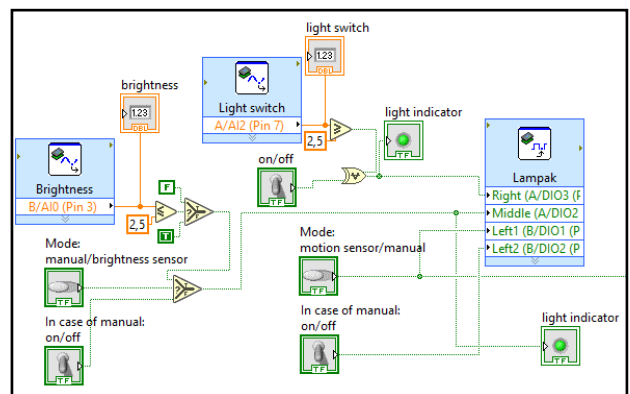 light switch
1.23
DBL
brightness
1.23
DBL
Light switch
A/AI2 (Pin 7)
2,5
≥
light indicator
TF
Lampak
Right (A/DIO3 (F
Middle (A/DIO2
Left1 (B/DIO1 (P
Left2 (B/DIO2 (P
on/off
TF
Brightness
B/AI0 (Pin 3)
2,5
≤
F
T
Mode:
manual/brightness sensor
TF
In case of manual:
on/off
TF
Mode:
motion sensor/manual
TF
In case of manual:
on/off
TF
light indicator
TF